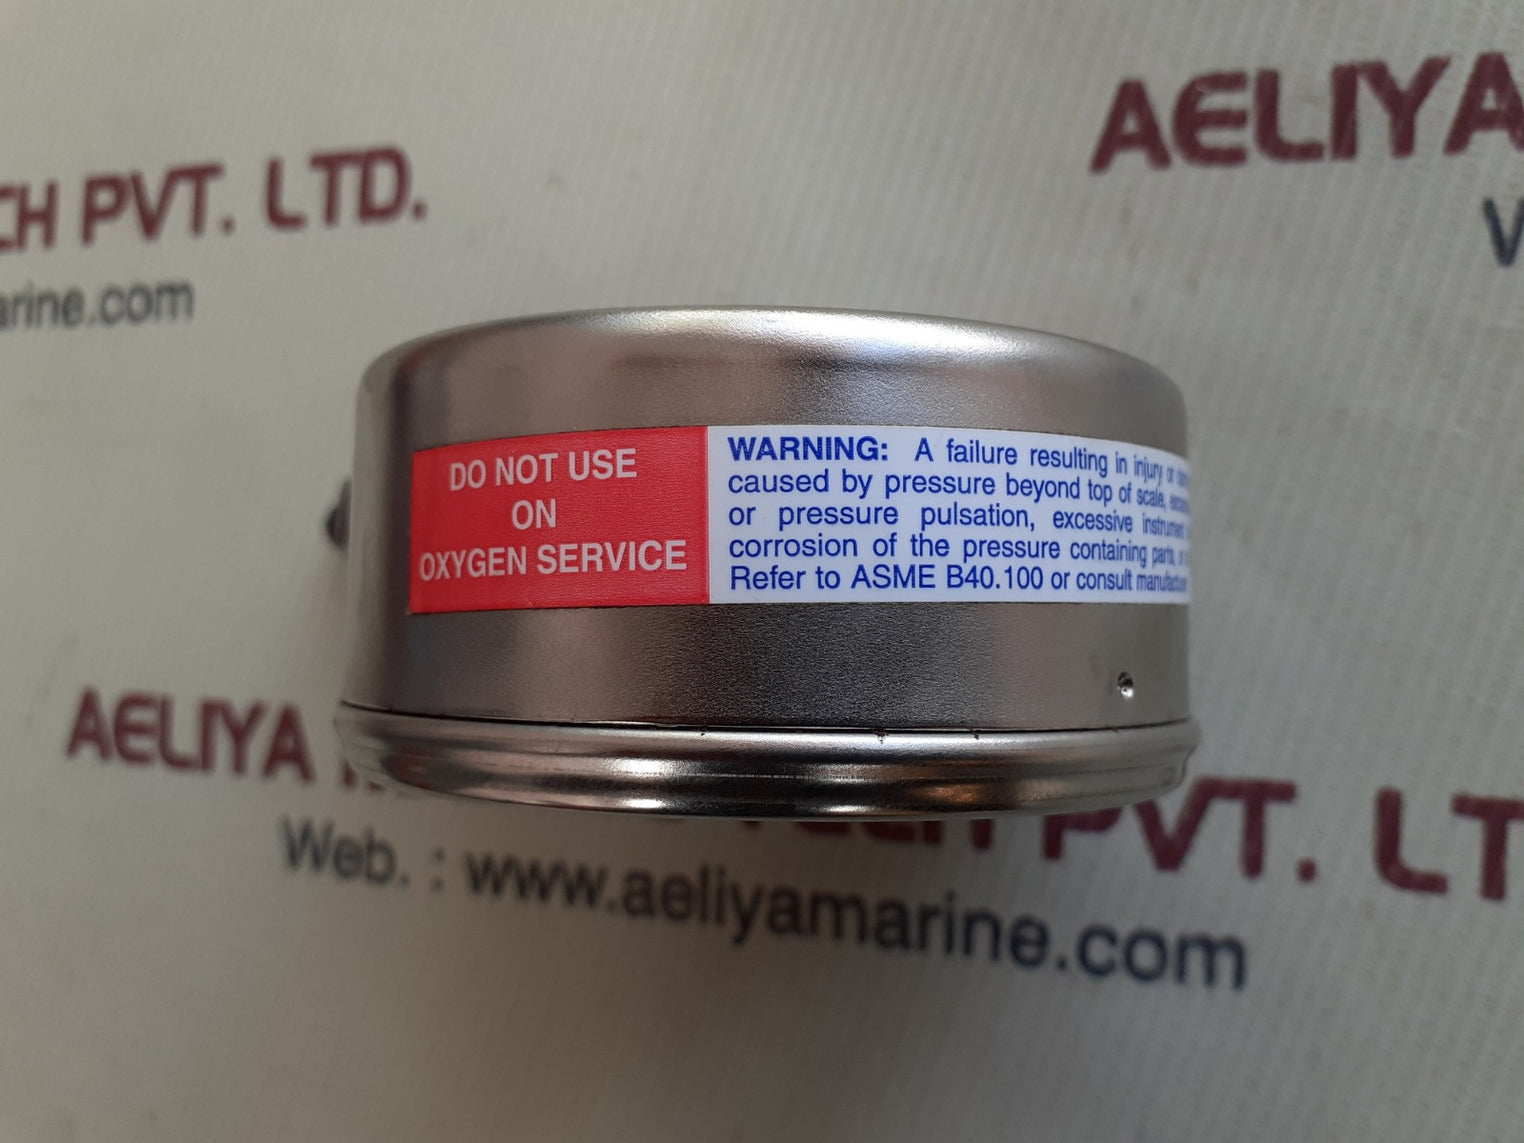 AELIYA
CH PVT. LTD.
arine.com
DO NOT USE
ON
OXYGEN SERVICE
WARNING: A failure resulting in injury or
caused by pressure beyond top of scale,
or pressure pulsation, excessive instrument
corrosion of the pressure containing parts, or
Refer to ASME B40.100 or consult manufacturer
AELIYA
PVT. LT
Web. : www.aeliyamarine.com